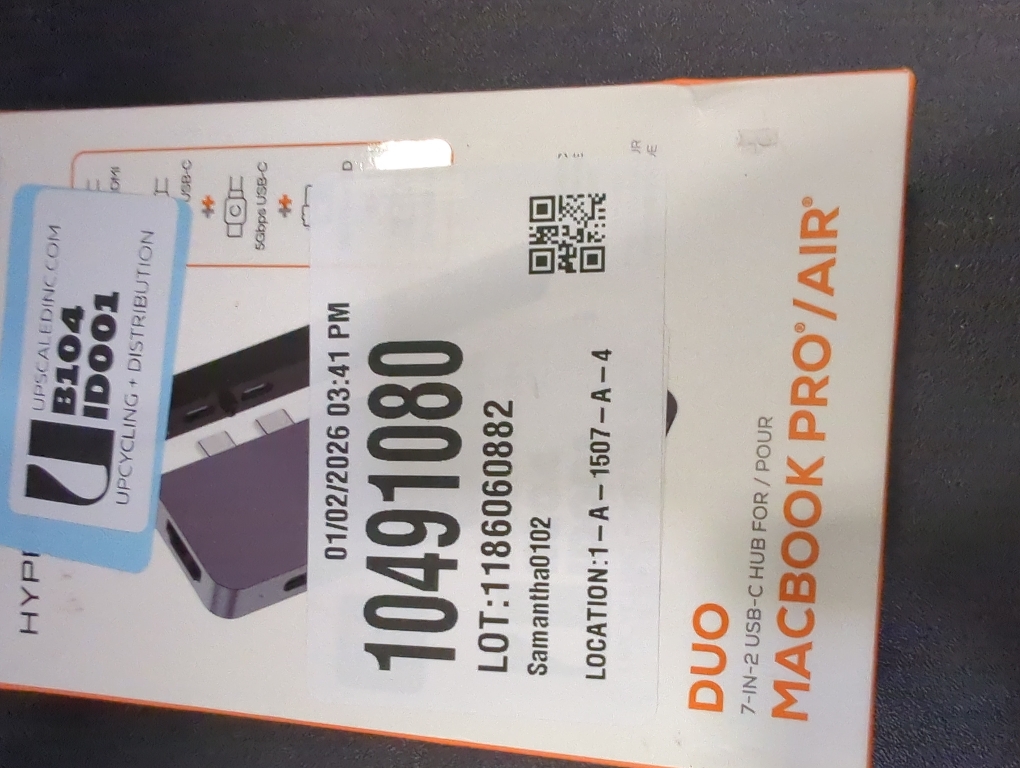 HYP
UPSCALEDINC.COM
B104
ID001
UPCYCLING + DISTRIBUTION
USB-C
5Gbps USB-C
01/02/2026 03:41 PM
10491080
LOT:1186060882
Samantha0102
LOCATION:1-A-1507-A-4
DUO
7-IN-2 USB-C HUB FOR / POUR
MACBOOK PRO®/AIR®